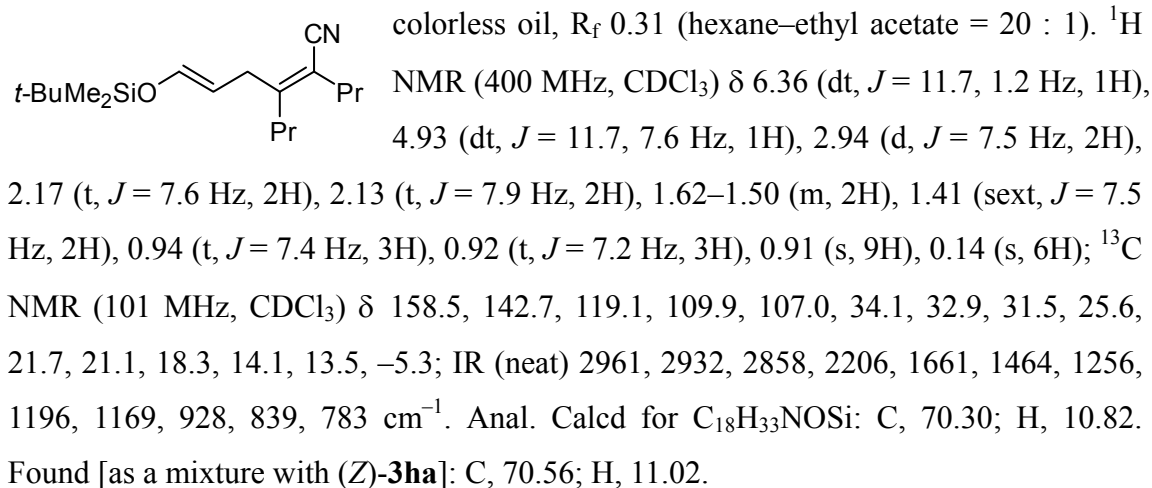 CN
t-BuMe₂SiO
Pr
Pr
colorless oil, R_f 0.31 (hexane–ethyl acetate = 20 : 1). ¹H
NMR (400 MHz, CDCl₃) δ 6.36 (dt, J = 11.7, 1.2 Hz, 1H),
4.93 (dt, J = 11.7, 7.6 Hz, 1H), 2.94 (d, J = 7.5 Hz, 2H),
2.17 (t, J = 7.6 Hz, 2H), 2.13 (t, J = 7.9 Hz, 2H), 1.62–1.50 (m, 2H), 1.41 (sext, J = 7.5
Hz, 2H), 0.94 (t, J = 7.4 Hz, 3H), 0.92 (t, J = 7.2 Hz, 3H), 0.91 (s, 9H), 0.14 (s, 6H); ¹³C
NMR (101 MHz, CDCl₃) δ 158.5, 142.7, 119.1, 109.9, 107.0, 34.1, 32.9, 31.5, 25.6,
21.7, 21.1, 18.3, 14.1, 13.5, –5.3; IR (neat) 2961, 2932, 2858, 2206, 1661, 1464, 1256,
1196, 1169, 928, 839, 783 cm⁻¹. Anal. Calcd for C₁₈H₃₃NOSi: C, 70.30; H, 10.82.
Found [as a mixture with (Z)-3ha]: C, 70.56; H, 11.02.